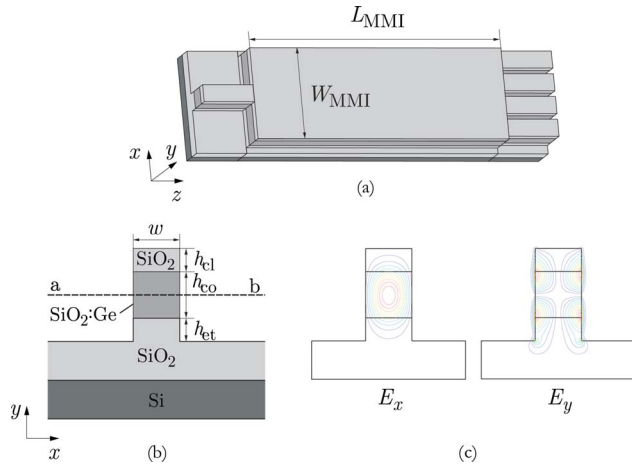 L_MMI
W_MMI
x
y
z
(a)
w
SiO₂
h_cl
a
b
h_co
SiO₂:Ge
h_et
SiO₂
Si
y
x
(b)
E_x
E_y
(c)